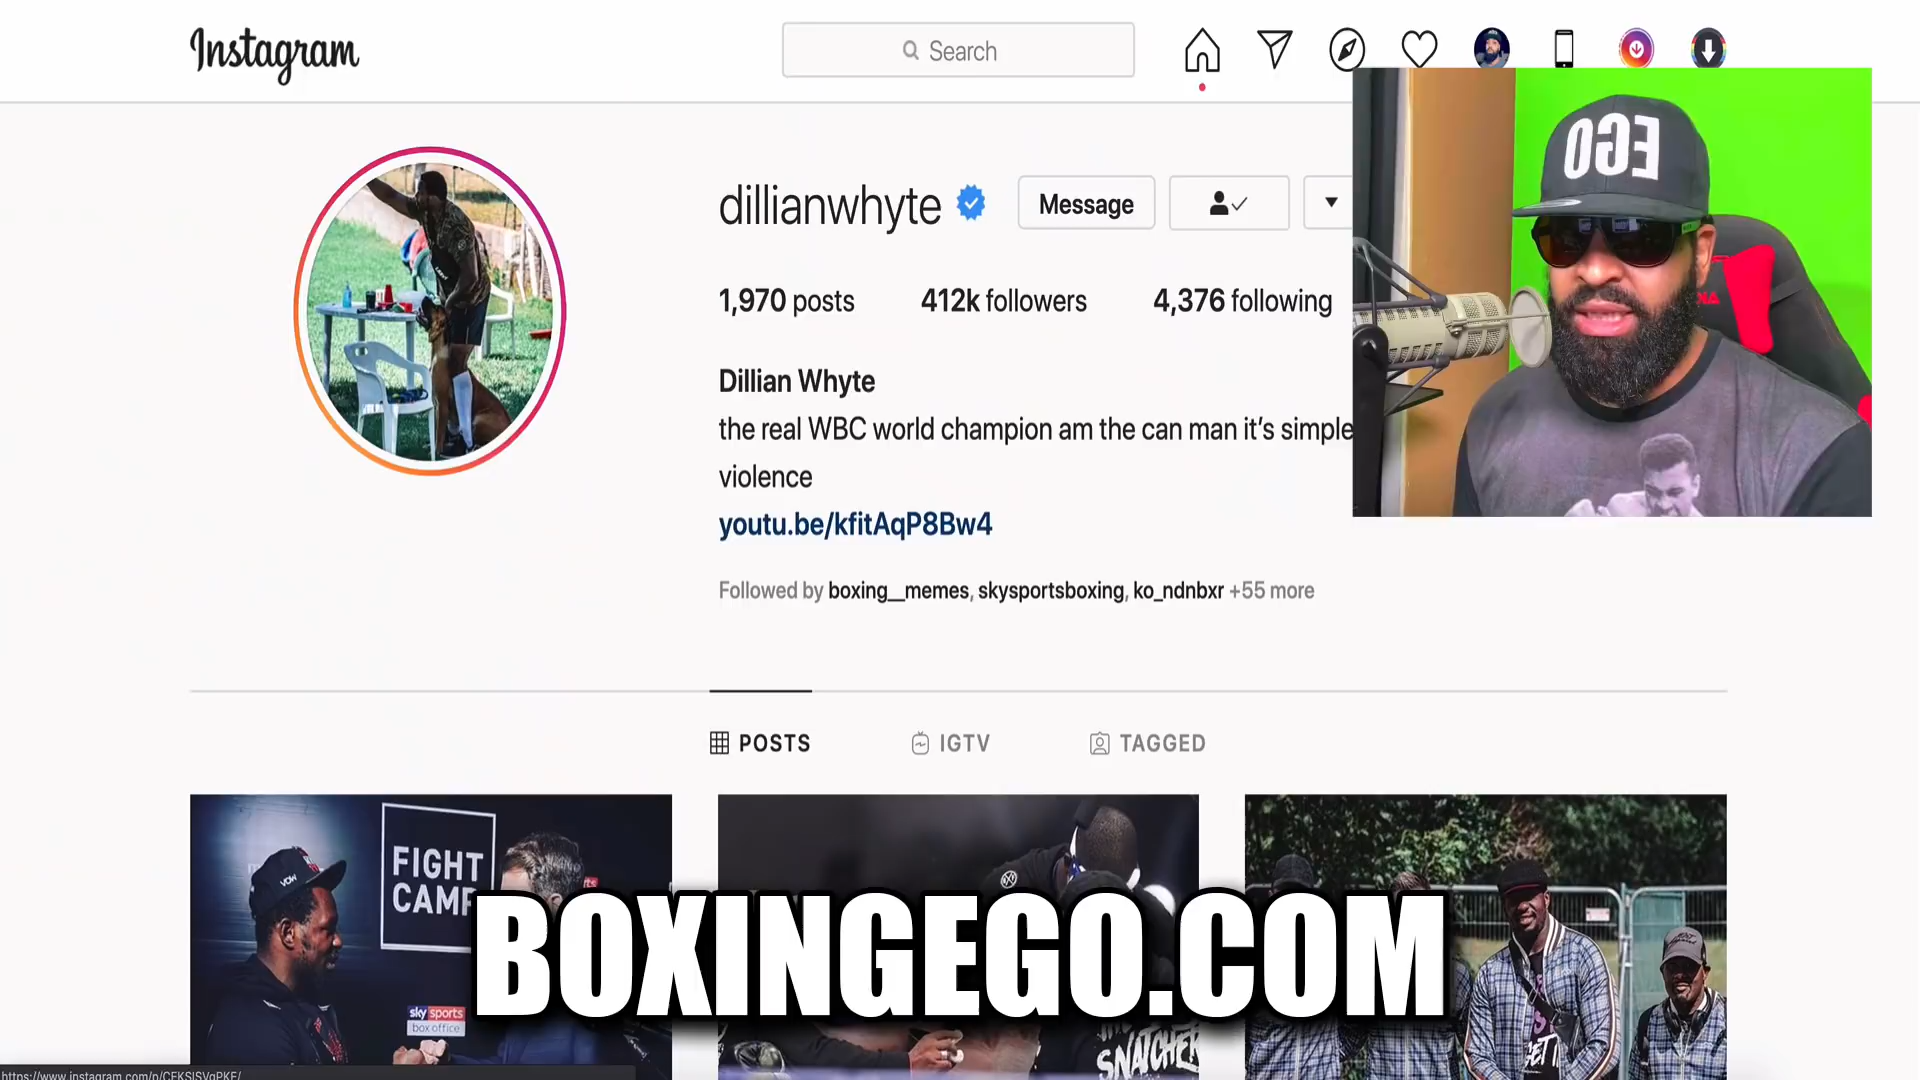 Instagram
Search
EGO
dillianwhyte
Message
1,970 posts 412k followers 4,376 following
Dillian Whyte
the real WBC world champion am the can man it’s simple
violence
youtu.be/kfitAqP8Bw4
Followed by boxing__memes, skysportsboxing, ko_ndnbxr +55 more
POSTS IGTV TAGGED
FIGHT
CAMP
BOXINGEGO.COM
sky sports
box office
SNATCHER